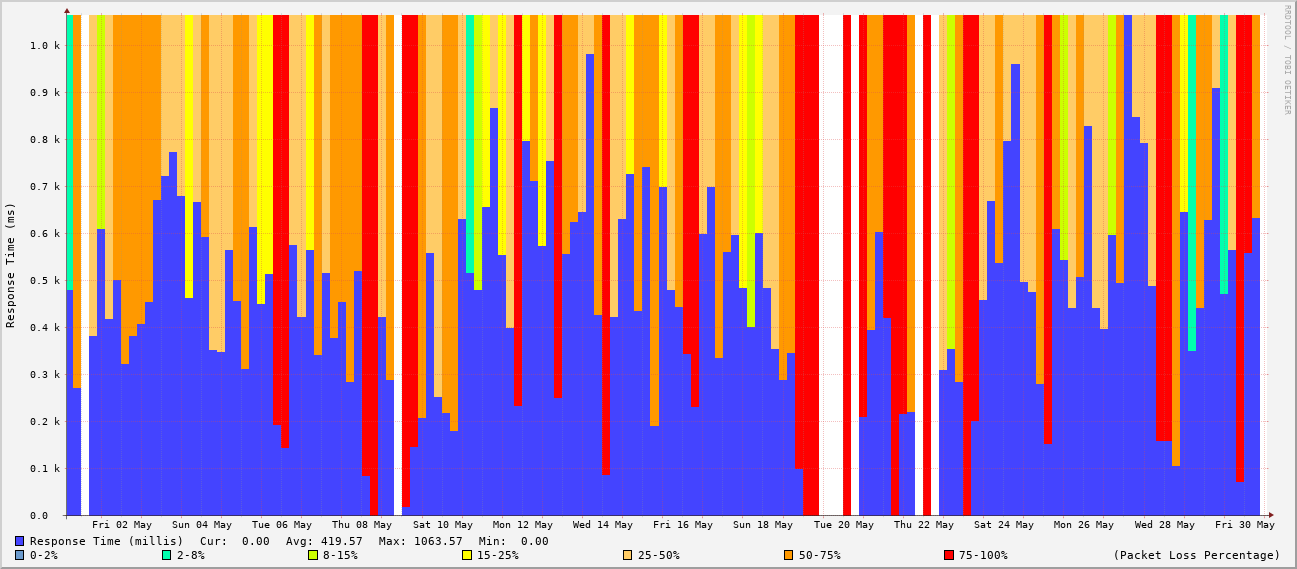 RRDTOOL / TOBI OETIKER
Response Time (ms)
1.0 k
0.9 k
0.8 k
0.7 k
0.6 k
0.5 k
0.4 k
0.3 k
0.2 k
0.1 k
0.0
Fri 02 May Sun 04 May Tue 06 May Thu 08 May Sat 10 May Mon 12 May Wed 14 May Fri 16 May Sun 18 May Tue 20 May Thu 22 May Sat 24 May Mon 26 May Wed 28 May Fri 30 May
Response Time (millis) Cur: 0.00 Avg: 419.57 Max: 1063.57 Min: 0.00
0-2% 2-8% 8-15% 15-25% 25-50% 50-75% 75-100% (Packet Loss Percentage)